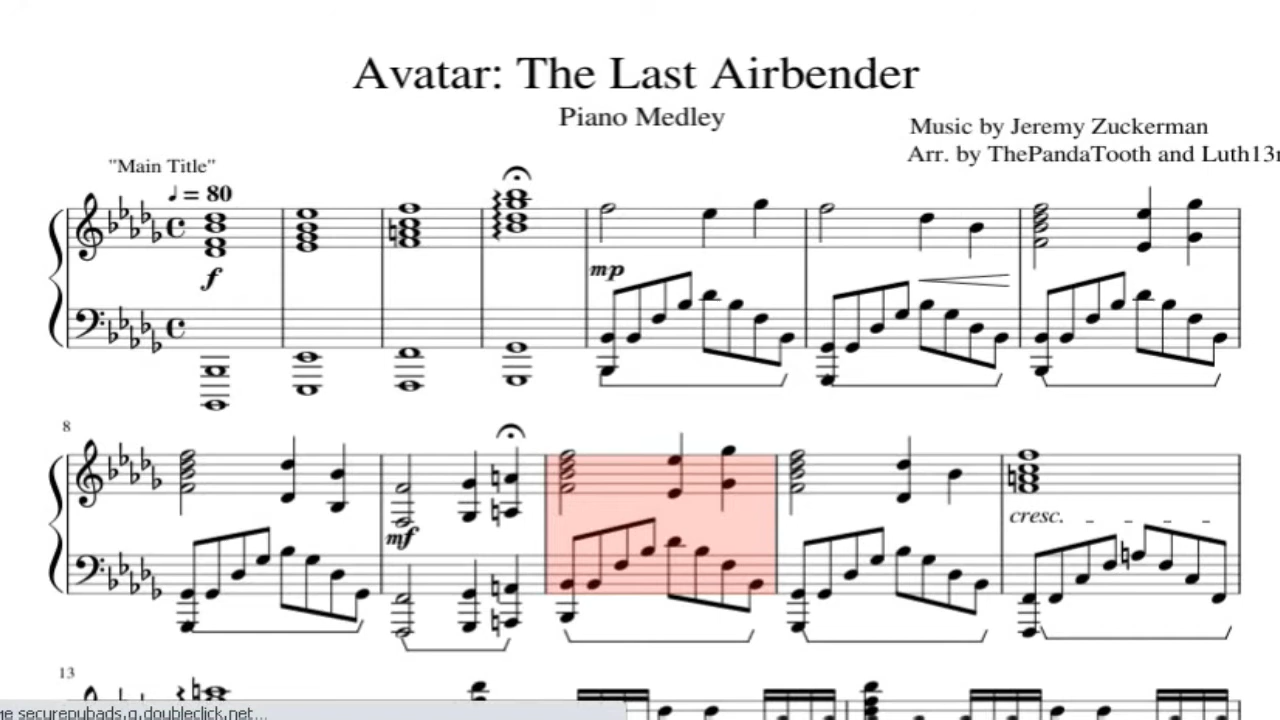 Avatar: The Last Airbender
Piano Medley
Music by Jeremy Zuckerman
Arr. by ThePandaTooth and Luth13r
"Main Title"
♩ = 80
f
mp
8
mf
cresc.
13
securepubads.g.doubleclick.net...